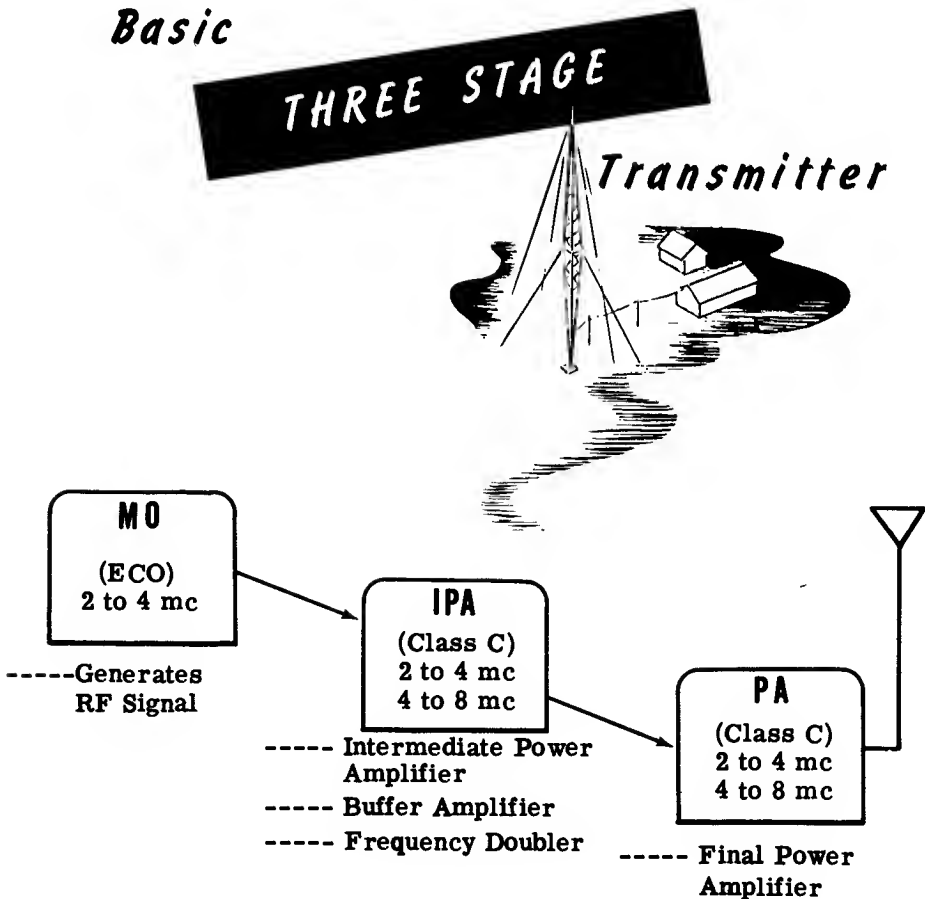 Basic
THREE STAGE
Transmitter
MO
(ECO)
2 to 4 mc
-----Generates
RF Signal
IPA
(Class C)
2 to 4 mc
4 to 8 mc
----- Intermediate Power
Amplifier
----- Buffer Amplifier
----- Frequency Doubler
PA
(Class C)
2 to 4 mc
4 to 8 mc
----- Final Power
Amplifier